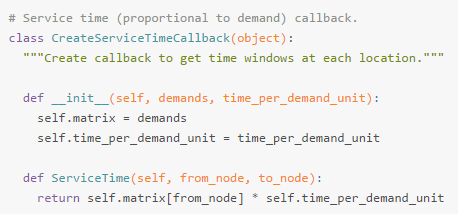 # Service time (proportional to demand) callback.
class CreateServiceTimeCallback(object):
  """Create callback to get time windows at each location."""

  def __init__(self, demands, time_per_demand_unit):
    self.matrix = demands
    self.time_per_demand_unit = time_per_demand_unit

  def ServiceTime(self, from_node, to_node):
    return self.matrix[from_node] * self.time_per_demand_unit